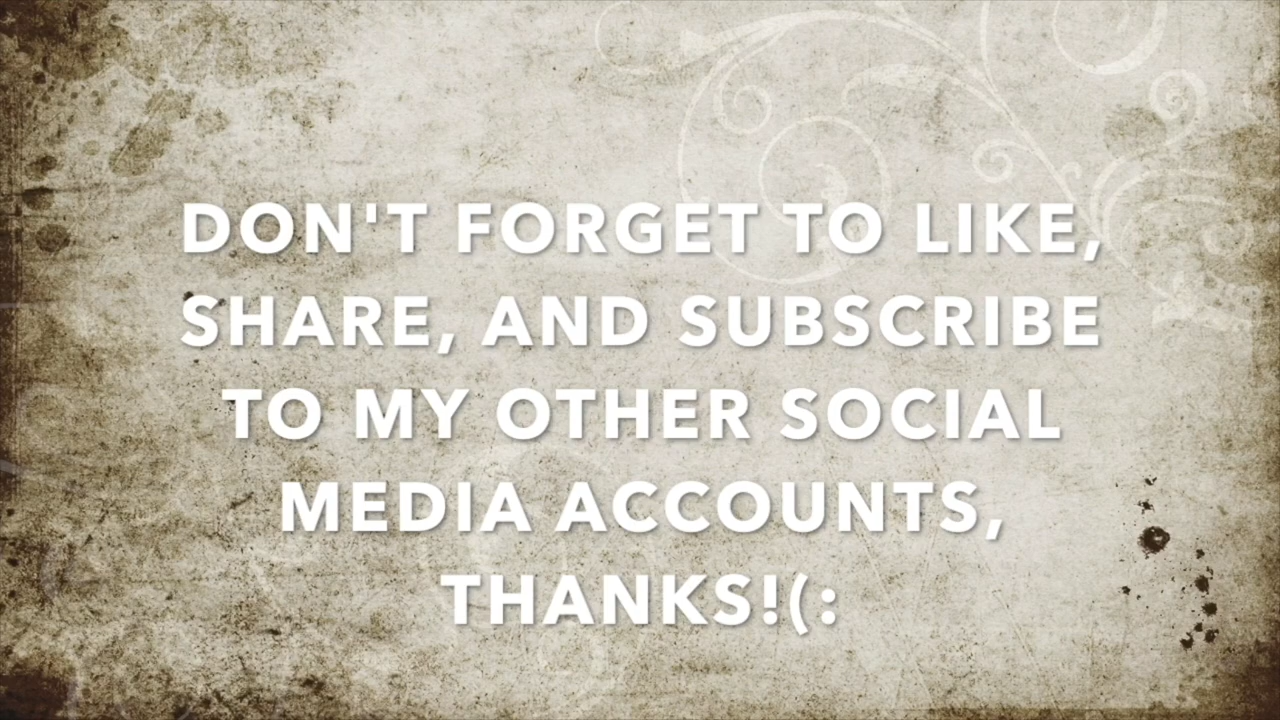 DON'T FORGET TO LIKE,
SHARE, AND SUBSCRIBE
TO MY OTHER SOCIAL
MEDIA ACCOUNTS,
THANKS!(: